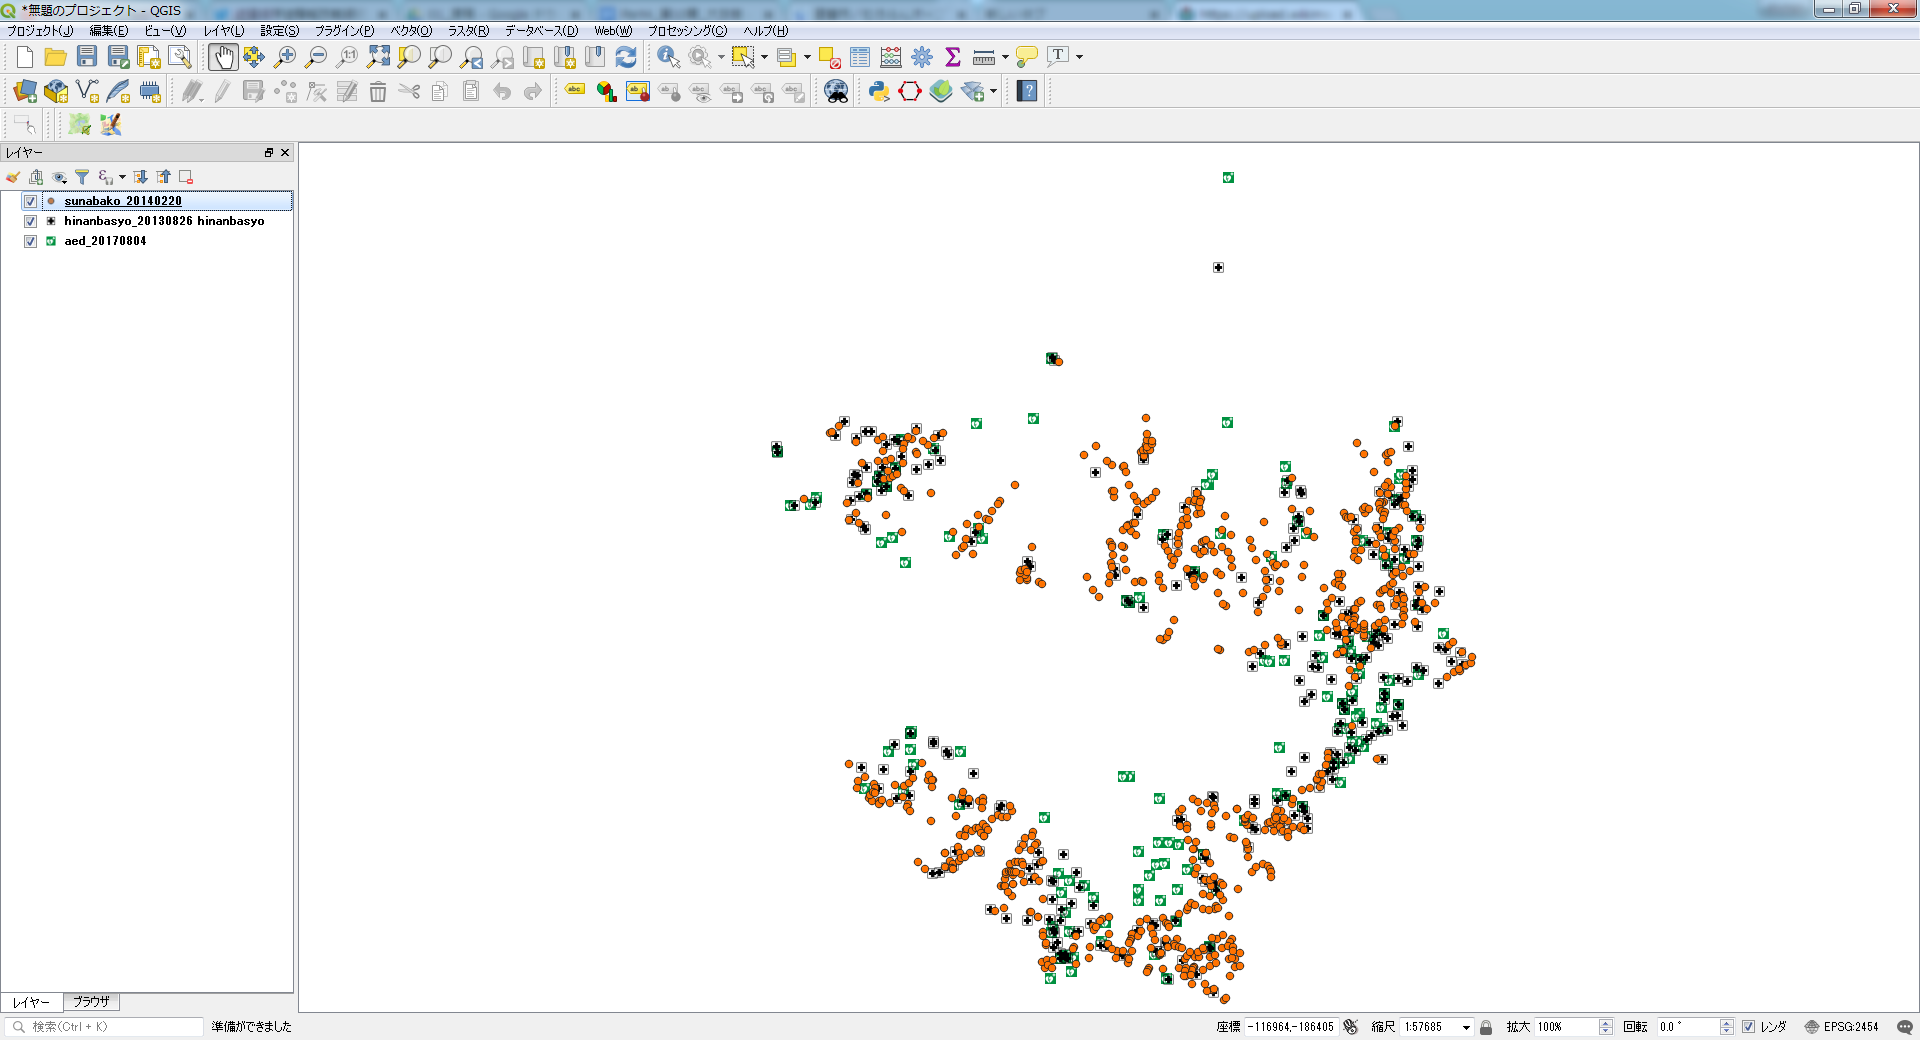 *無題のプロジェクト - QGIS
プロジェクト(J) 編集(E) ビュー(V) レイヤ(L) 設定(S) プラグイン(P) ベクタ(O) ラスタ(R) データベース(D) Web(W) プロセッシング(C) ヘルプ(H)
レイヤー
sunabako_20140220
hinanbasyo_20130826 hinanbasyo
aed_20170804
レイヤー ブラウザ
検索(Ctrl + K) 準備ができました 座標 -116964,-186405 縮尺 1:57685 拡大 100% 回転 0.0 ° レンダ EPSG:2454